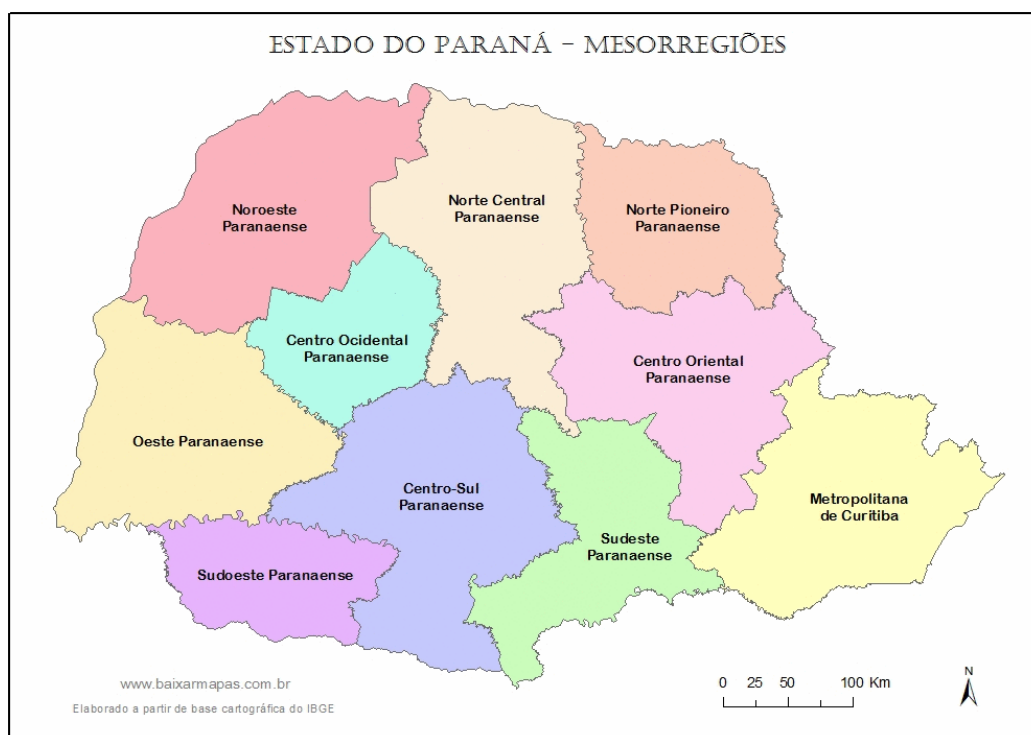 ESTADO DO PARANÁ – MESORREGIÕES
Noroeste
Paranaense
Norte Central
Paranaense
Norte Pioneiro
Paranaense
Centro Ocidental
Paranaense
Centro Oriental
Paranaense
Oeste Paranaense
Centro-Sul
Paranaense
Metropolitana
de Curitiba
Sudeste
Paranaense
Sudoeste Paranaense
www.baixarmapas.com.br
Elaborado a partir de base cartográfica do IBGE
0 25 50 100 Km
N